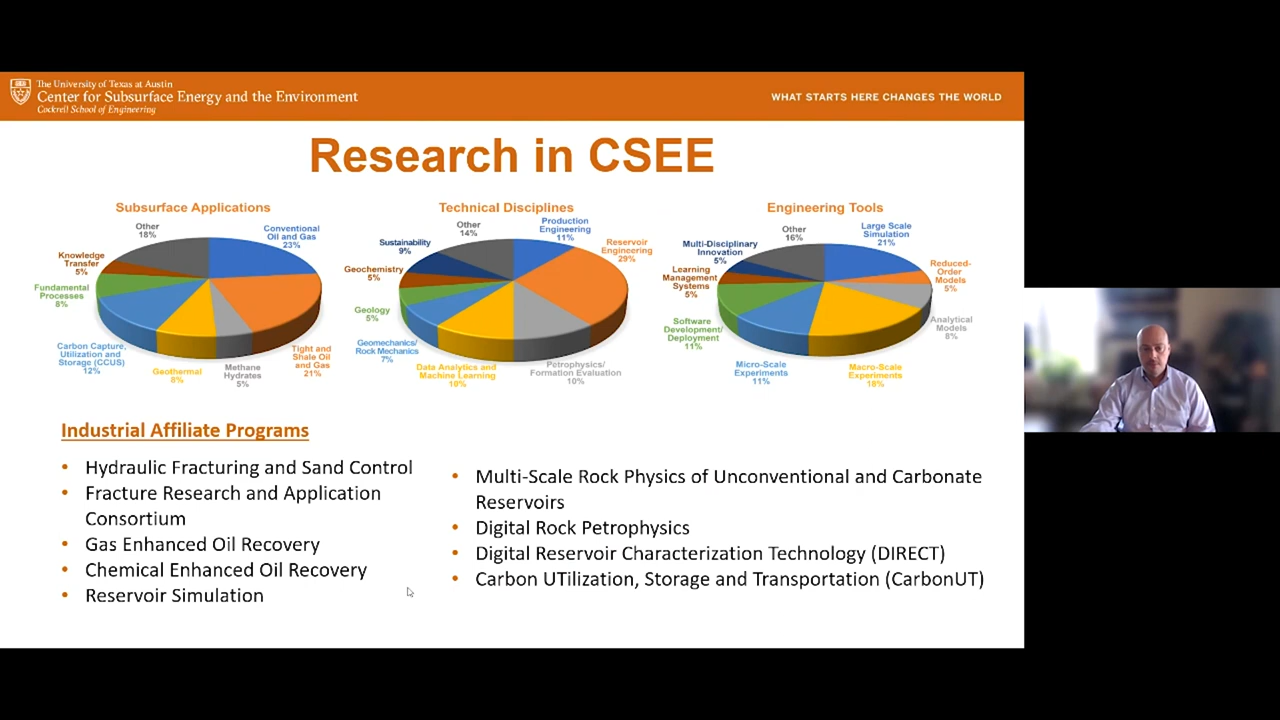 The University of Texas at Austin
Center for Subsurface Energy and the Environment
Cockrell School of Engineering
WHAT STARTS HERE CHANGES THE WORLD
Research in CSEE
Subsurface Applications
Other
18%
Conventional
Oil and Gas
23%
Knowledge
Transfer
5%
Fundamental
Processes
8%
Carbon Capture,
Utilization and
Storage (CCUS)
12%
Geothermal
8%
Methane
Hydrates
5%
Tight and
Shale Oil
and Gas
21%
Technical Disciplines
Other
14%
Production
Engineering
11%
Sustainability
9%
Reservoir
Engineering
29%
Geochemistry
5%
Geology
5%
Geomechanics/
Rock Mechanics
7%
Data Analytics and
Machine Learning
10%
Petrophysics/
Formation Evaluation
10%
Engineering Tools
Other
16%
Large Scale
Simulation
21%
Multi-Disciplinary
Innovation
5%
Reduced-
Order
Models
5%
Learning
Management
Systems
5%
Analytical
Models
8%
Software
Development/
Deployment
11%
Micro-Scale
Experiments
11%
Macro-Scale
Experiments
18%
Industrial Affiliate Programs
• Hydraulic Fracturing and Sand Control
• Fracture Research and Application
Consortium
• Gas Enhanced Oil Recovery
• Chemical Enhanced Oil Recovery
• Reservoir Simulation
• Multi-Scale Rock Physics of Unconventional and Carbonate
Reservoirs
• Digital Rock Petrophysics
• Digital Reservoir Characterization Technology (DIRECT)
• Carbon UTilization, Storage and Transportation (CarbonUT)